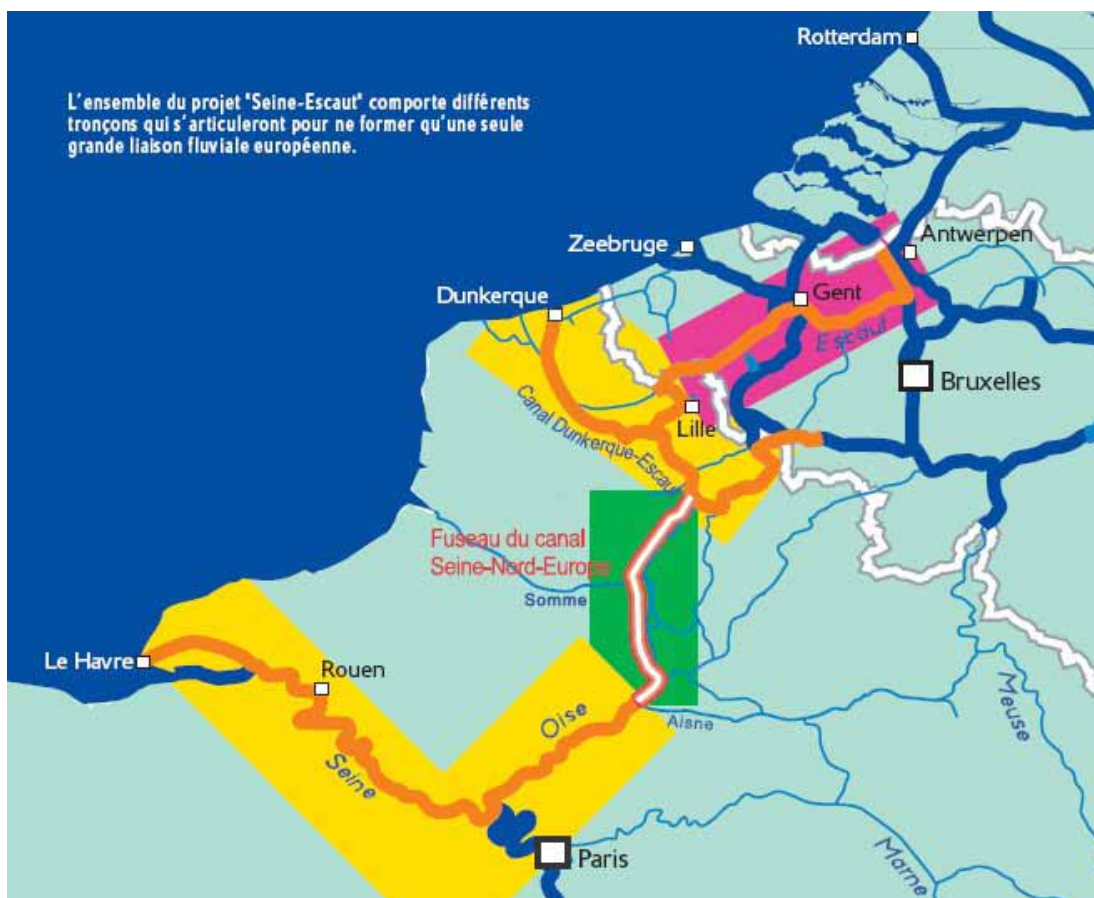 Rotterdam
L'ensemble du projet "Seine-Escaut" comporte différents
tronçons qui s'articuleront pour ne former qu'une seule
grande liaison fluviale européenne.
Antwerpen
Zeebruge
Gent
Dunkerque
Escaut
Bruxelles
Canal Dunkerque-Escaut
Lille
Fuseau du canal
Seine-Nord-Europe
Somme
Le Havre
Rouen
Oise
Aisne
Meuse
Seine
Paris
Marne